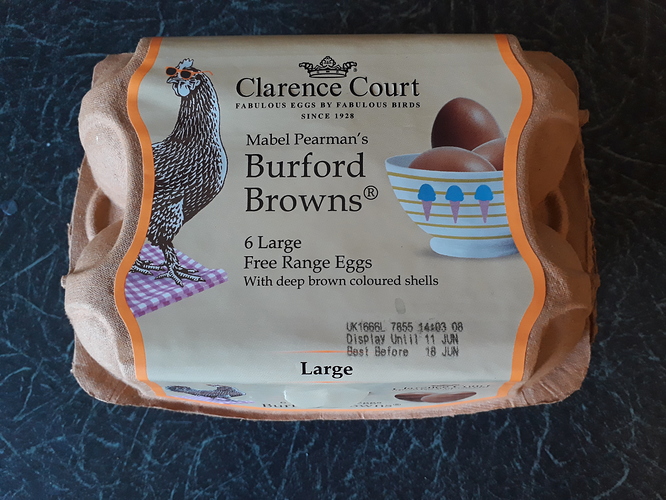 Clarence Court
FABULOUS EGGS BY FABULOUS BIRDS
SINCE 1928
Mabel Pearman's
Burford
Browns®
6 Large
Free Range Eggs
With deep brown coloured shells
UK1666L 7855 14:03 08
Display Until 11 JUN
Best Before 18 JUN
Large